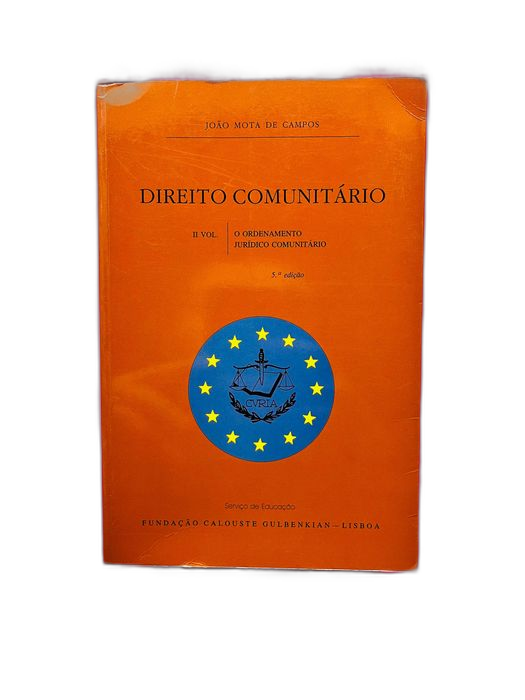 JOÃO MOTA DE CAMPOS
DIREITO COMUNITÁRIO
II VOL.
O ORDENAMENTO
JURÍDICO COMUNITÁRIO
5.ª edição
CVRIA
Serviço de Educação
FUNDAÇÃO CALOUSTE GULBENKIAN — LISBOA